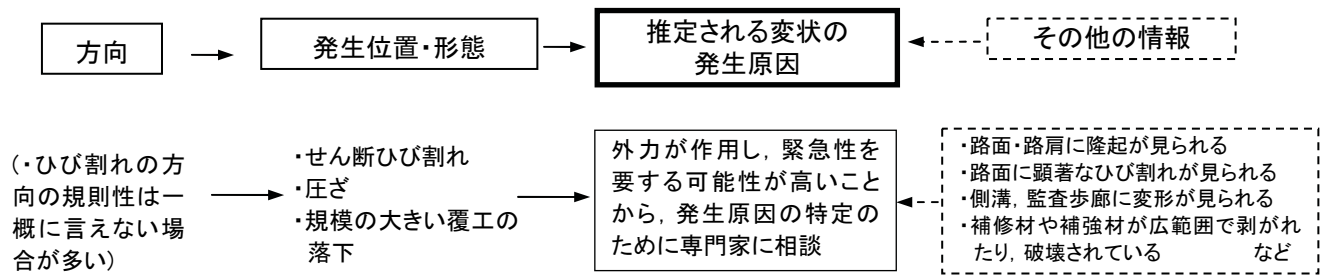 方向
発生位置・形態
推定される変状の
発生原因
その他の情報
(・ひび割れの方
向の規則性は一
概に言えない場
合が多い)
・せん断ひび割れ
・圧ざ
・規模の大きい覆工の
落下
外力が作用し，緊急性を
要する可能性が高いこと
から，発生原因の特定の
ために専門家に相談
・路面・路肩に隆起が見られる
・路面に顕著なひび割れが見られる
・側溝，監査歩廊に変形が見られる
・補修材や補強材が広範囲で剥がれ
たり，破壊されている　　　　など